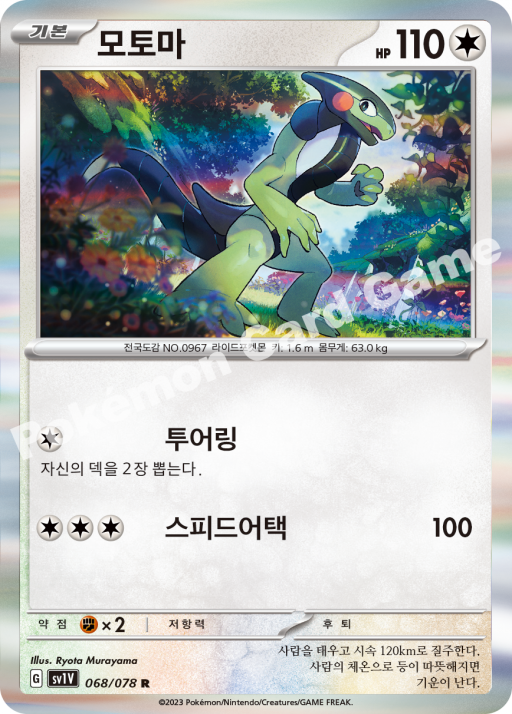 기본 모토마 HP 110
전국도감 NO.0967 라이드포켓몬 키: 1.6 m 몸무게: 63.0 kg
투어링
자신의 덱을 2장 뽑는다.
스피드어택 100
약점 ×2 저항력 후퇴
Illus. Ryota Murayama
G sv1V 068/078 R
사람을 태우고 시속 120km로 질주한다.
사람의 체온으로 등이 따뜻해지면
기운이 난다.
©2023 Pokémon/Nintendo/Creatures/GAME FREAK.
Pokémon Card Game